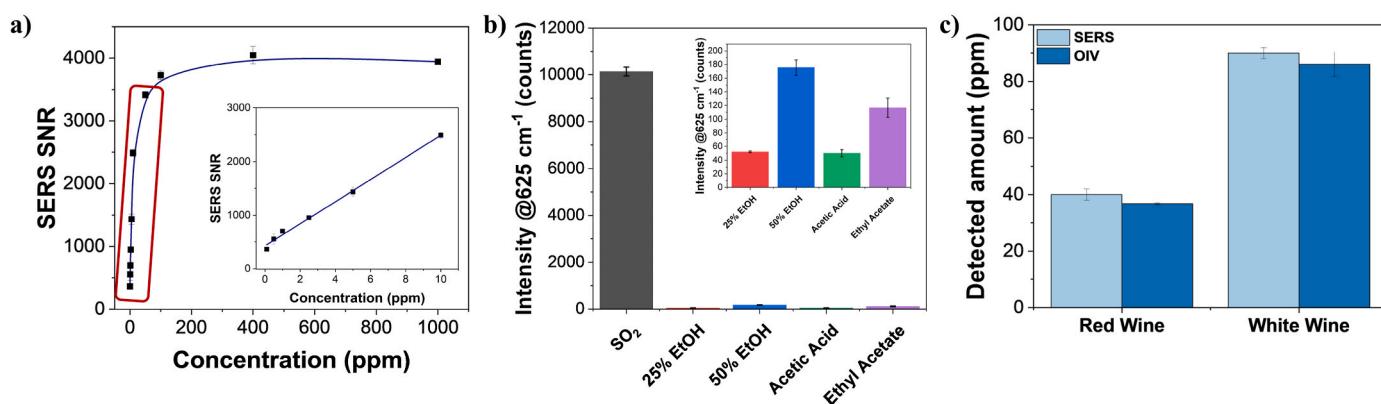 a)
SERS SNR
4000
3000
2000
1000
0
0 200 400 600 800 1000
Concentration (ppm)
SERS SNR
3000
2000
1000
0
0 2 4 6 8 10
Concentration (ppm)
b)
Intensity @625 cm⁻¹ (counts)
12000
10000
8000
6000
4000
2000
0
SO₂
25% EtOH
50% EtOH
Acetic Acid
Ethyl Acetate
Intensity @625 cm⁻¹ (counts)
200
180
160
140
120
100
80
60
40
20
0
25% EtOH
50% EtOH
Acetic Acid
Ethyl Acetate
c)
Detected amount (ppm)
100
80
60
40
20
0
SERS
OIV
Red Wine
White Wine